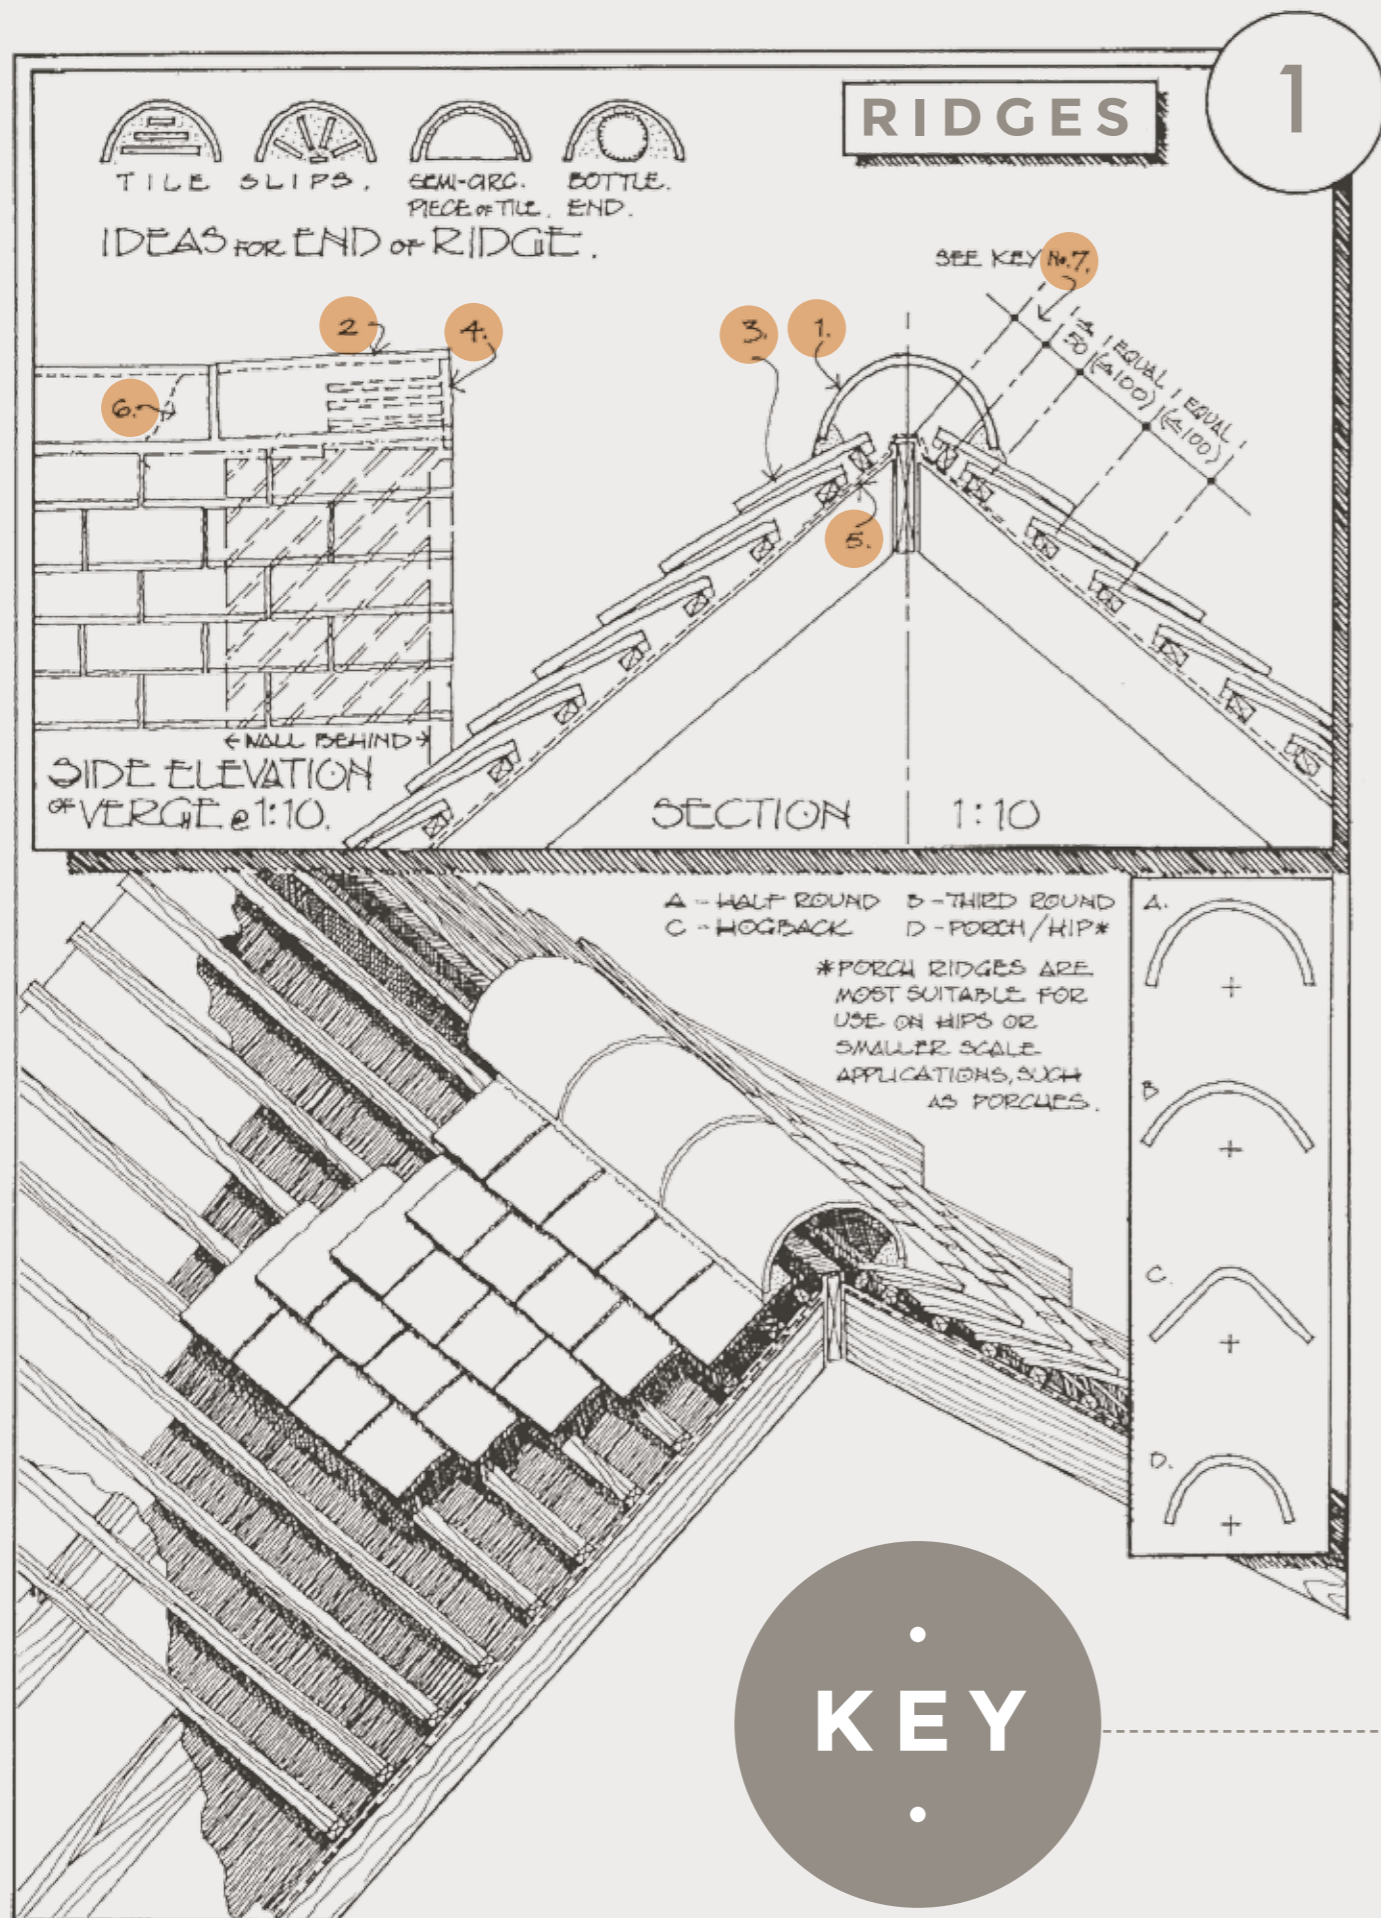 RIDGES
1
TILE SLIPS.
SEMI-CIRC.
PIECE OF TILE.
BOTTLE.
END.
IDEAS FOR END OF RIDGE.
SEE KEY No.7.
2
4.
3.
1.
6.
5.
50
EQUAL
(≤100)
EQUAL
(≤100)
←WALL BEHIND→
SIDE ELEVATION
OF VERGE @ 1:10.
SECTION 1:10
A - HALF ROUND B - THIRD ROUND
C - HOGBACK D - PORCH/HIP*
*PORCH RIDGES ARE
MOST SUITABLE FOR
USE ON HIPS OR
SMALLER SCALE
APPLICATIONS, SUCH
AS PORCHES.
A.
B
C.
D.
KEY